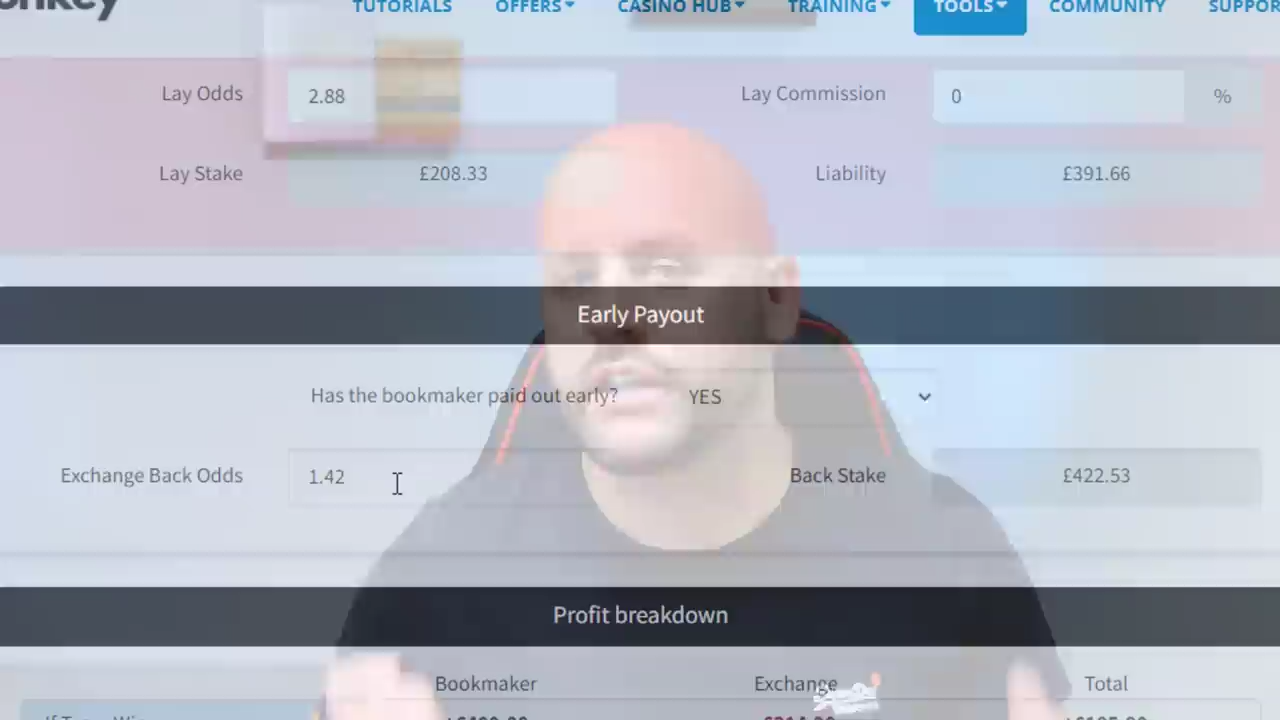 TUTORIALS OFFERS CASINO HUB TRAINING TOOLS COMMUNITY
Lay Odds 2.88 Lay Commission 0 %
Lay Stake £208.33 Liability £391.66
Early Payout
Has the bookmaker paid out early? YES
Exchange Back Odds 1.42 Back Stake £422.53
Profit breakdown
Bookmaker Exchange Total